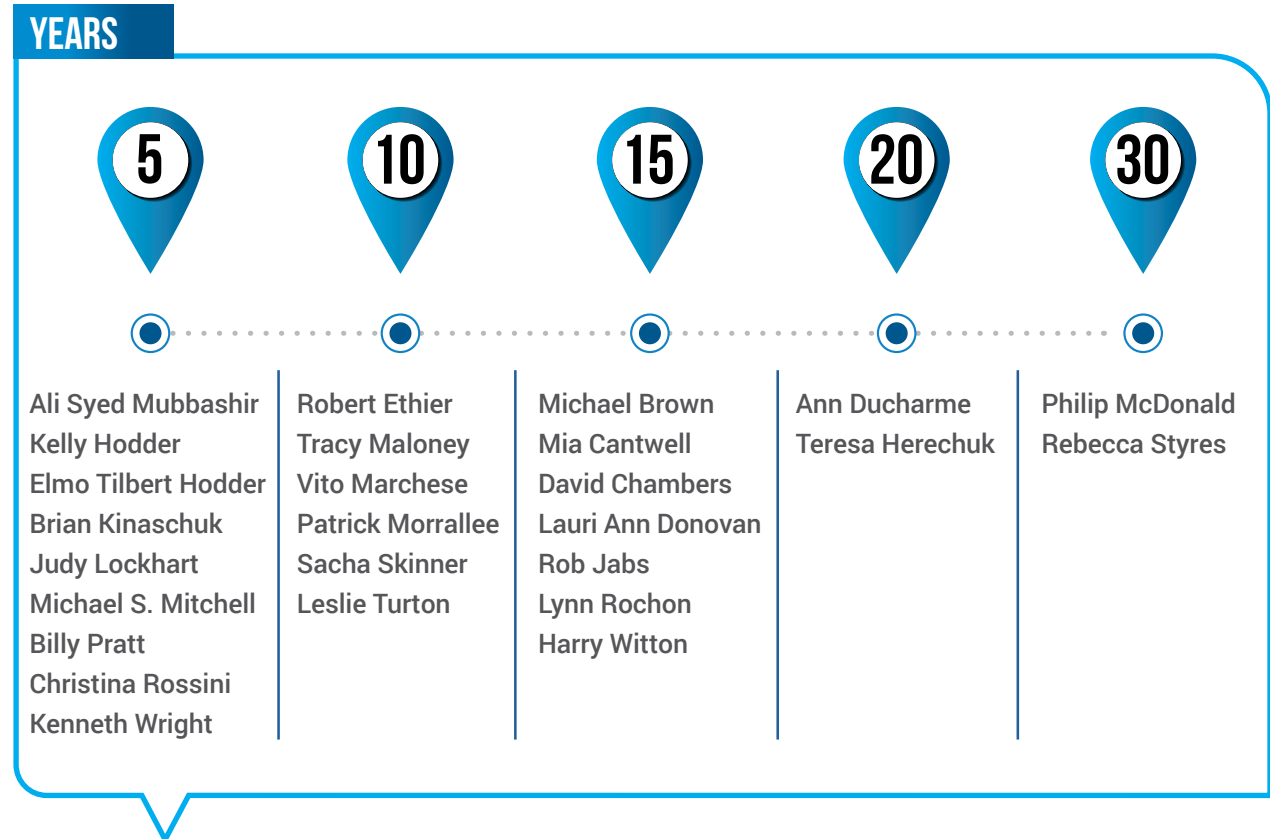 YEARS
5
10
15
20
30
Ali Syed Mubbashir
Kelly Hodder
Elmo Tilbert Hodder
Brian Kinaschuk
Judy Lockhart
Michael S. Mitchell
Billy Pratt
Christina Rossini
Kenneth Wright
Robert Ethier
Tracy Maloney
Vito Marchese
Patrick Morrallee
Sacha Skinner
Leslie Turton
Michael Brown
Mia Cantwell
David Chambers
Lauri Ann Donovan
Rob Jabs
Lynn Rochon
Harry Witton
Ann Ducharme
Teresa Herechuk
Philip McDonald
Rebecca Styres